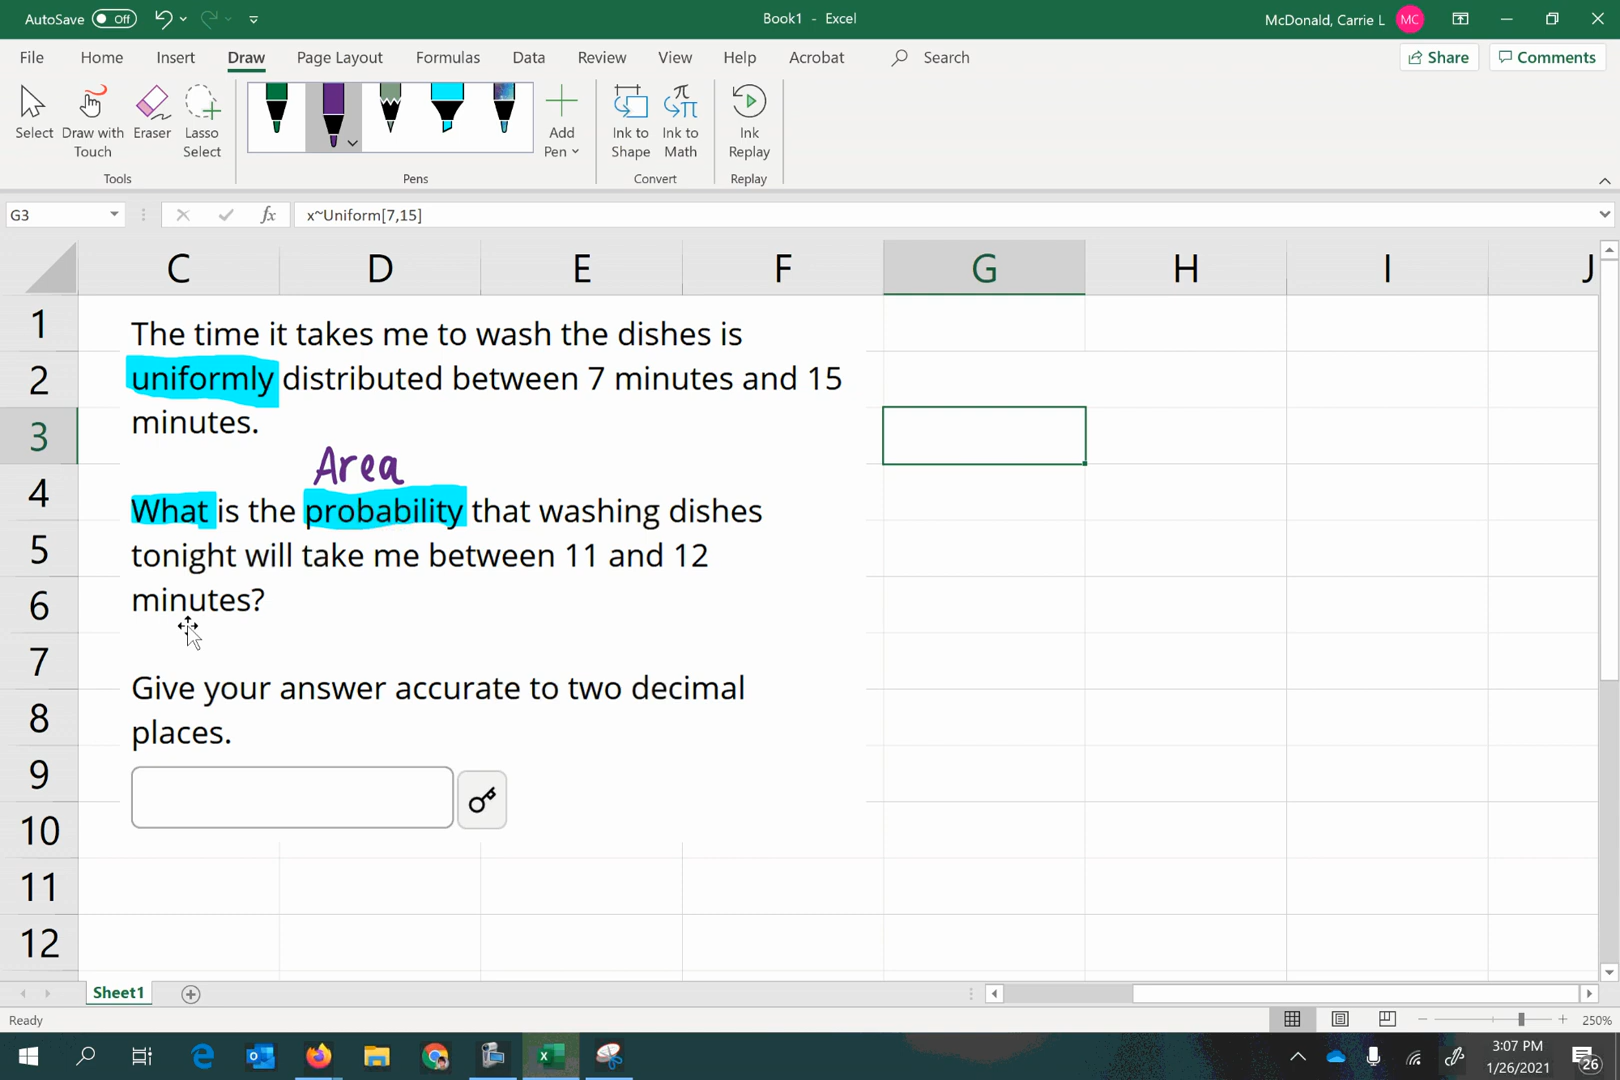 AutoSave Off
Book1 - Excel
McDonald, Carrie L MC
File Home Insert Draw Page Layout Formulas Data Review View Help Acrobat Search
Share Comments
Select
Draw with Touch
Eraser
Lasso Select
Add Pen
Ink to Shape
Ink to Math
Ink Replay
Tools Pens Convert Replay
G3 fx x~Uniform[7,15]
C D E F G H I J
1
2
3
4
5
6
7
8
9
10
11
12
The time it takes me to wash the dishes is
uniformly distributed between 7 minutes and 15
minutes.
Area
What is the probability that washing dishes
tonight will take me between 11 and 12
minutes?
Give your answer accurate to two decimal
places.
Sheet1
Ready
250%
3:07 PM
1/26/2021
26